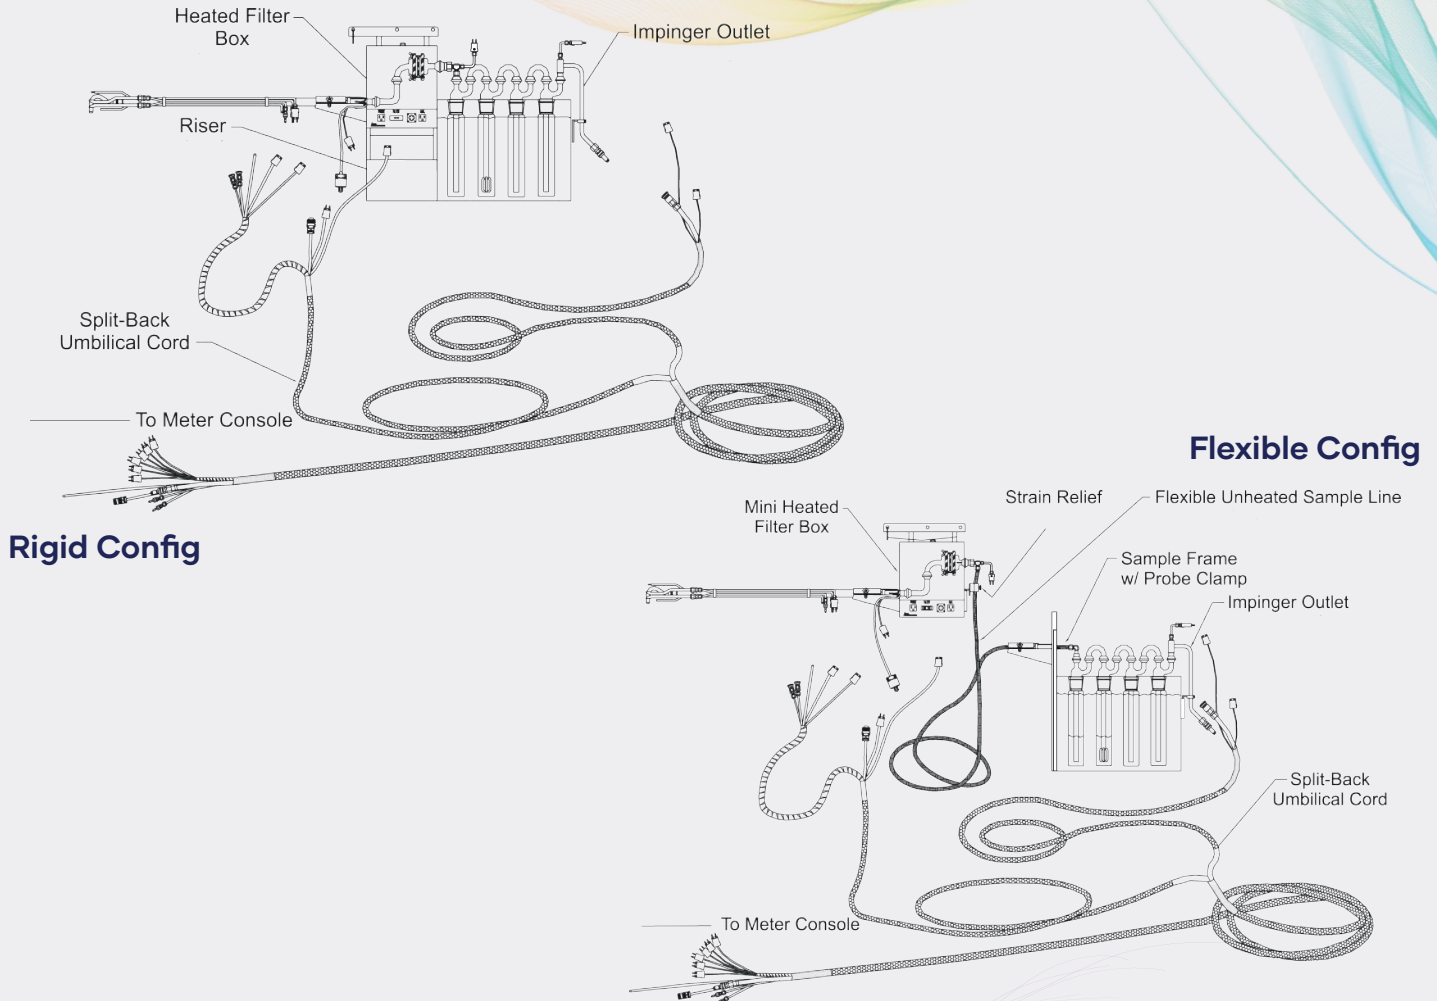 Heated Filter
Box
Impinger Outlet
Riser
Split-Back
Umbilical Cord
To Meter Console
Rigid Config
Flexible Config
Mini Heated
Filter Box
Strain Relief
Flexible Unheated Sample Line
Sample Frame
w/ Probe Clamp
Impinger Outlet
Split-Back
Umbilical Cord
To Meter Console